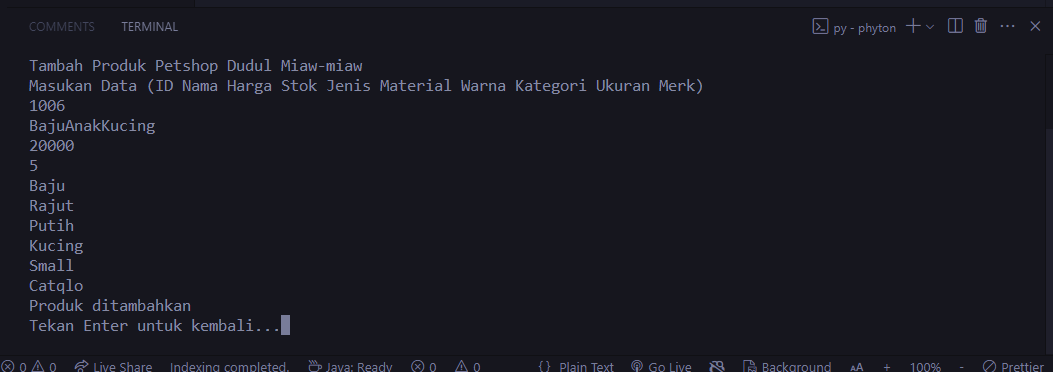 COMMENTS TERMINAL py - phyton
Tambah Produk Petshop Dudul Miaw-miaw
Masukan Data (ID Nama Harga Stok Jenis Material Warna Kategori Ukuran Merk)
1006
BajuAnakKucing
20000
5
Baju
Rajut
Putih
Kucing
Small
Catqlo
Produk ditambahkan
Tekan Enter untuk kembali...
0 0 Live Share Indexing completed. Java: Ready 0 0 {} Plain Text Go Live Background AA + 100% - Prettier